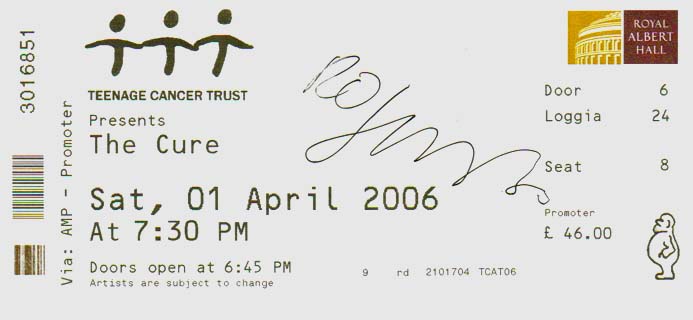 3016851
Via: AMP - Promoter
TEENAGE CANCER TRUST
Presents
The Cure
Sat, 01 April 2006
At 7:30 PM
Doors open at 6:45 PM
Artists are subject to change
9 rd 2101704 TCAT06
ROYAL
ALBERT
HALL
Door 6
Loggia 24
Seat 8
Promoter
£ 46.00